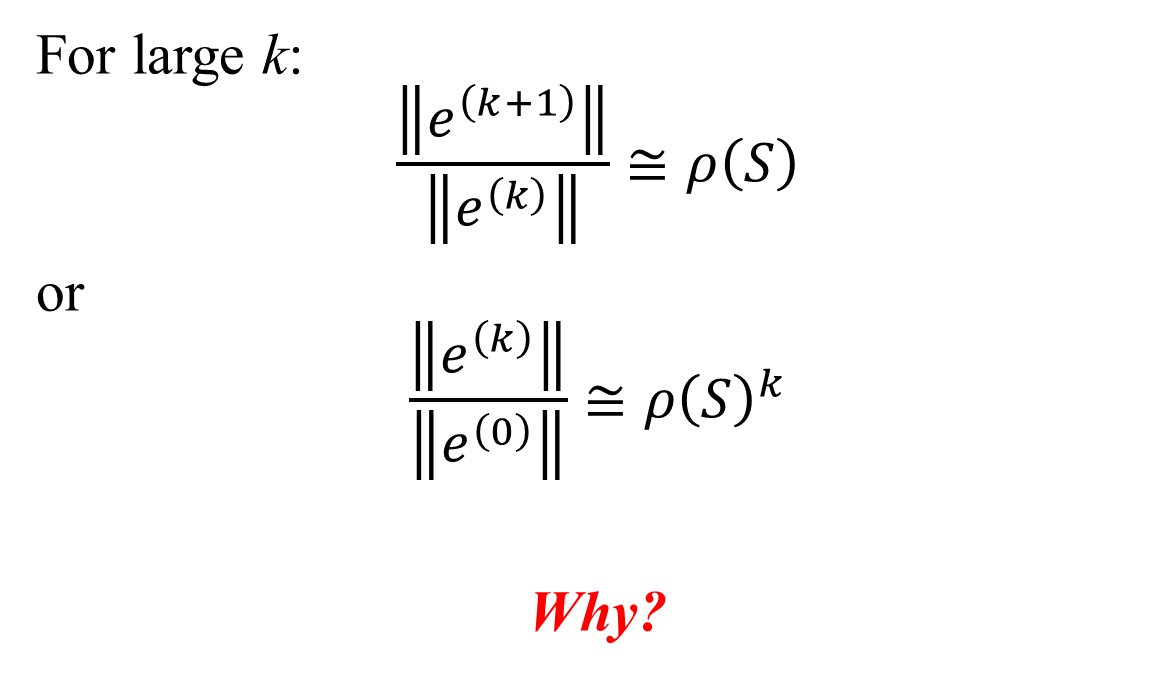 For large k:
‖e^(k+1)‖ / ‖e^(k)‖ ≅ ρ(S)
or
‖e^(k)‖ / ‖e^(0)‖ ≅ ρ(S)^k
Why?